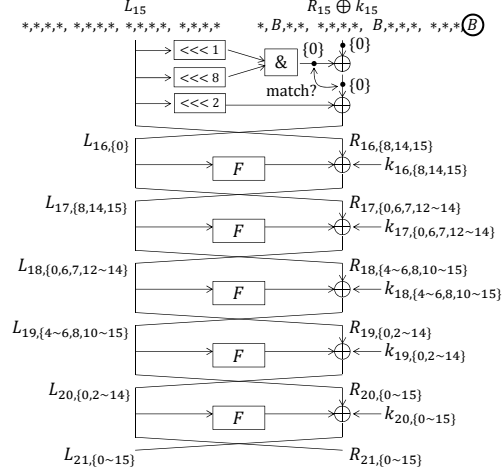 L₁₅ R₁₅ ⊕ k₁₅
*,*,*,*, *,*,*,*, *,*,*,*, *,*,*,* *,B,*,*, *,*,*,*, B,*,*,*, *,*,*,B
<<< 1 {0} {0}
&
<<< 8 match? {0}
<<< 2
L₁₆,{0} R₁₆,{8,14,15}
F k₁₆,{8,14,15}
L₁₇,{8,14,15} R₁₇,{0,6,7,12~14}
F k₁₇,{0,6,7,12~14}
L₁₈,{0,6,7,12~14} R₁₈,{4~6,8,10~15}
F k₁₈,{4~6,8,10~15}
L₁₉,{4~6,8,10~15} R₁₉,{0,2~14}
F k₁₉,{0,2~14}
L₂₀,{0,2~14} R₂₀,{0~15}
F k₂₀,{0~15}
L₂₁,{0~15} R₂₁,{0~15}